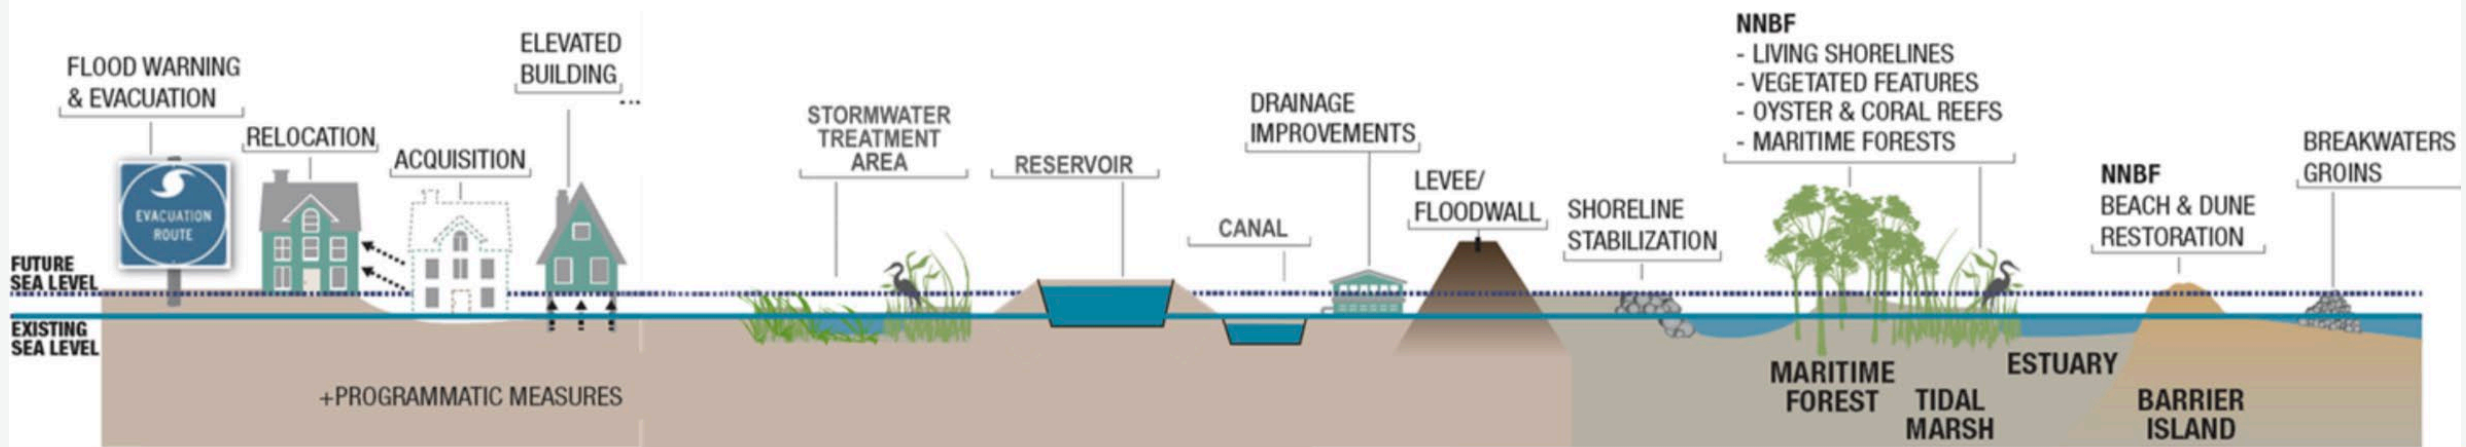 FLOOD WARNING
& EVACUATION
RELOCATION
ACQUISITION
ELEVATED
BUILDING
...
EVACUATION
ROUTE
STORMWATER
TREATMENT
AREA
RESERVOIR
CANAL
DRAINAGE
IMPROVEMENTS
LEVEE/
FLOODWALL
SHORELINE
STABILIZATION
NNBF
- LIVING SHORELINES
- VEGETATED FEATURES
- OYSTER & CORAL REEFS
- MARITIME FORESTS
NNBF
BEACH & DUNE
RESTORATION
BREAKWATERS
GROINS
FUTURE
SEA LEVEL
EXISTING
SEA LEVEL
+PROGRAMMATIC MEASURES
MARITIME
FOREST
TIDAL
MARSH
ESTUARY
BARRIER
ISLAND